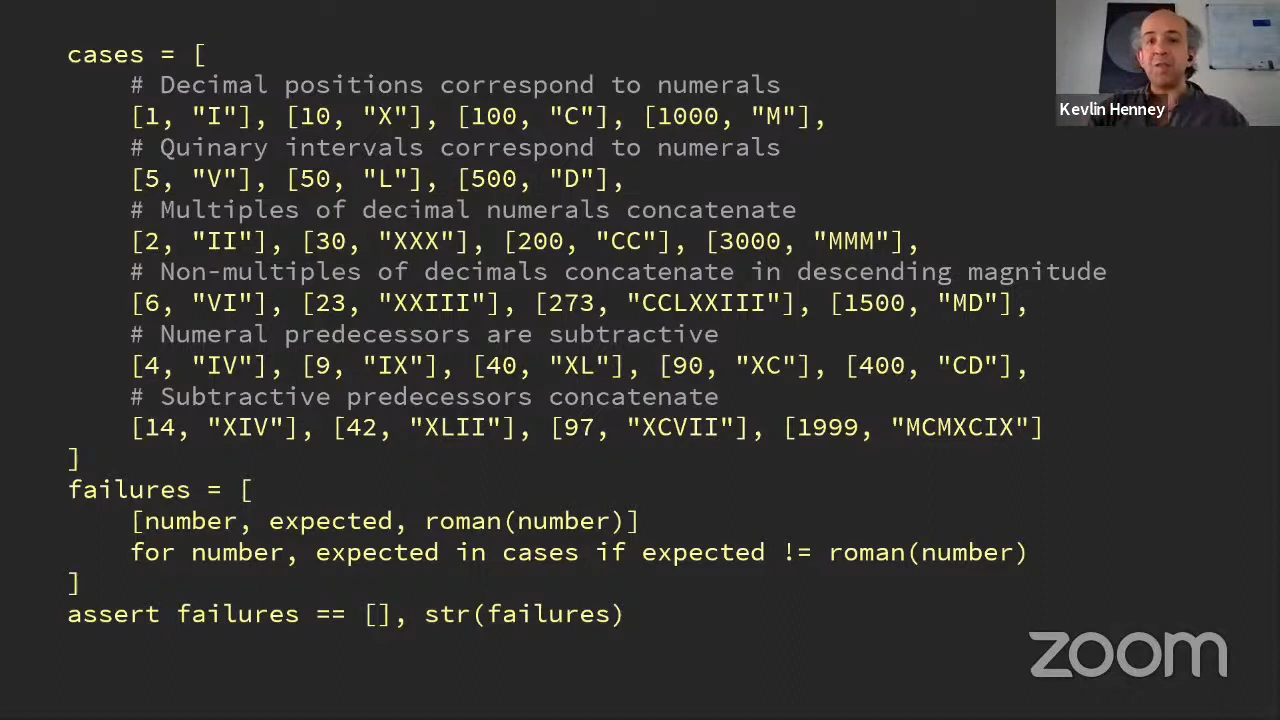 cases = [
    # Decimal positions correspond to numerals
    [1, "I"], [10, "X"], [100, "C"], [1000, "M"],
    # Quinary intervals correspond to numerals
    [5, "V"], [50, "L"], [500, "D"],
    # Multiples of decimal numerals concatenate
    [2, "II"], [30, "XXX"], [200, "CC"], [3000, "MMM"],
    # Non-multiples of decimals concatenate in descending magnitude
    [6, "VI"], [23, "XXIII"], [273, "CCLXXIII"], [1500, "MD"],
    # Numeral predecessors are subtractive
    [4, "IV"], [9, "IX"], [40, "XL"], [90, "XC"], [400, "CD"],
    # Subtractive predecessors concatenate
    [14, "XIV"], [42, "XLII"], [97, "XCVII"], [1999, "MCMXCIX"]
]
failures = [
    [number, expected, roman(number)]
    for number, expected in cases if expected != roman(number)
]
assert failures == [], str(failures)
Kevlin Henney
zoom